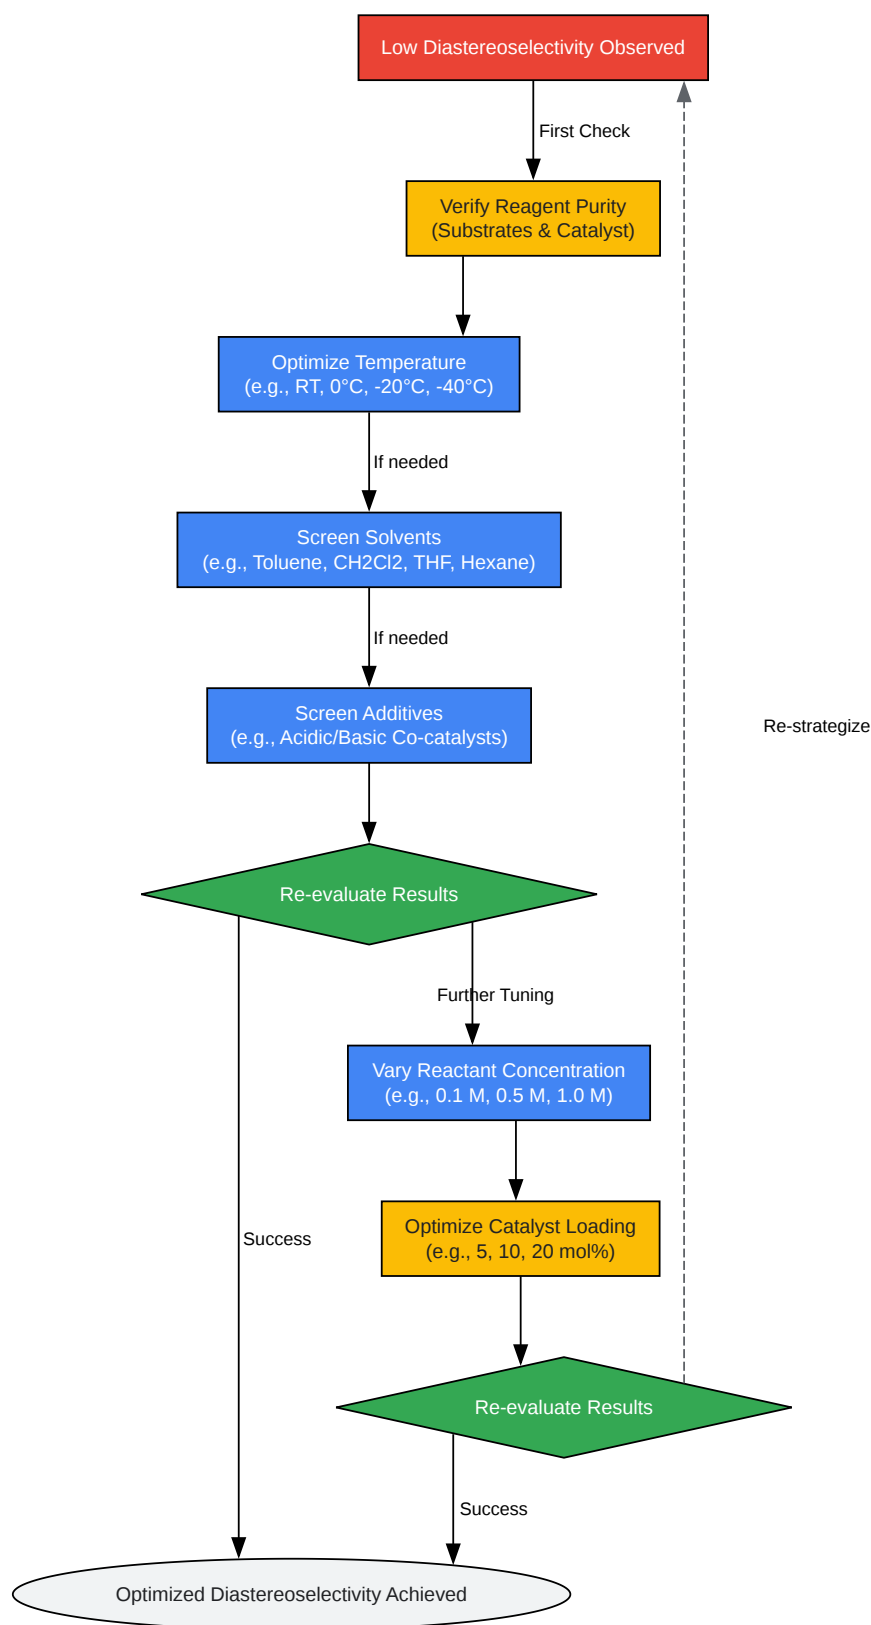 Low Diastereoselectivity Observed
First Check
Verify Reagent Purity
(Substrates & Catalyst)
Optimize Temperature
(e.g., RT, 0°C, -20°C, -40°C)
If needed
Screen Solvents
(e.g., Toluene, CH2Cl2, THF, Hexane)
If needed
Screen Additives
(e.g., Acidic/Basic Co-catalysts)
Re-strategize
Re-evaluate Results
Further Tuning
Vary Reactant Concentration
(e.g., 0.1 M, 0.5 M, 1.0 M)
Optimize Catalyst Loading
(e.g., 5, 10, 20 mol%)
Success
Re-evaluate Results
Success
Optimized Diastereoselectivity Achieved